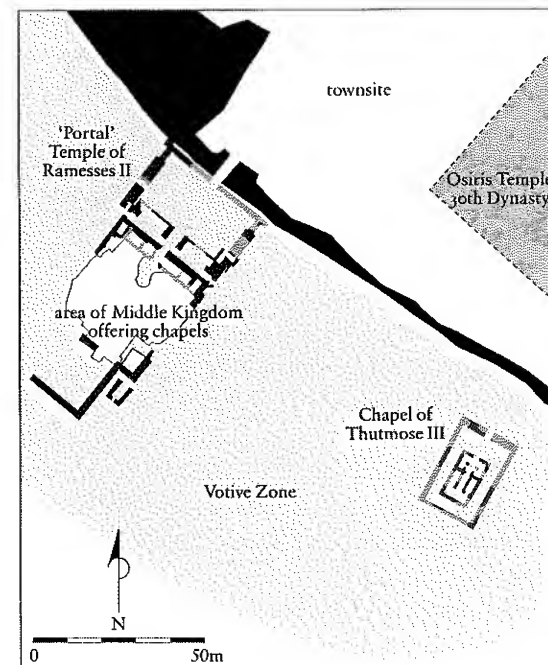 townsite
'Portal'
Temple of
Ramesses II
Osiris Temple
30th Dynasty
area of Middle Kingdom
offering chapels
Chapel of
Thutmose III
Votive Zone
N
0 50m